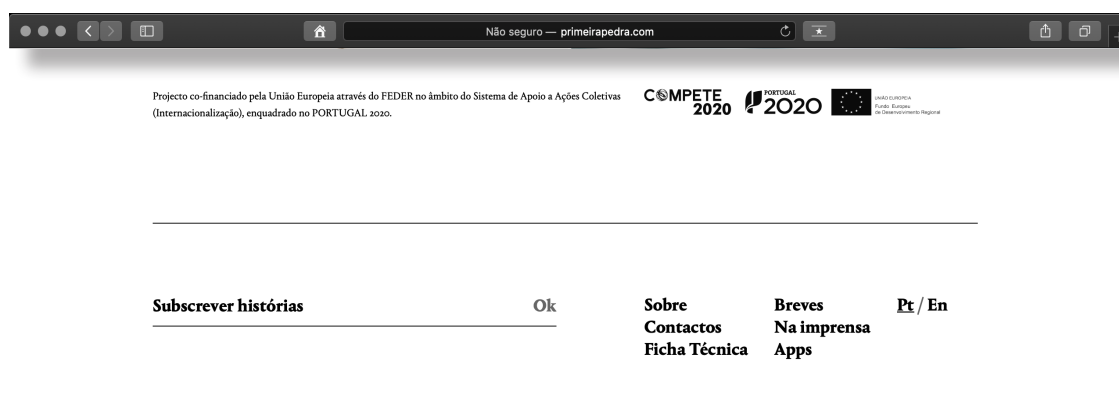 Não seguro — primeirapedra.com
Projecto co-financiado pela União Europeia através do FEDER no âmbito do Sistema de Apoio a Ações Coletivas
(Internacionalização), enquadrado no PORTUGAL 2020.
COMPETE
2020
PORTUGAL
2020
UNIÃO EUROPEIA
Fundo Europeu
de Desenvolvimento Regional
Subscrever histórias Ok
Sobre Breves Pt / En
Contactos Na imprensa
Ficha Técnica Apps